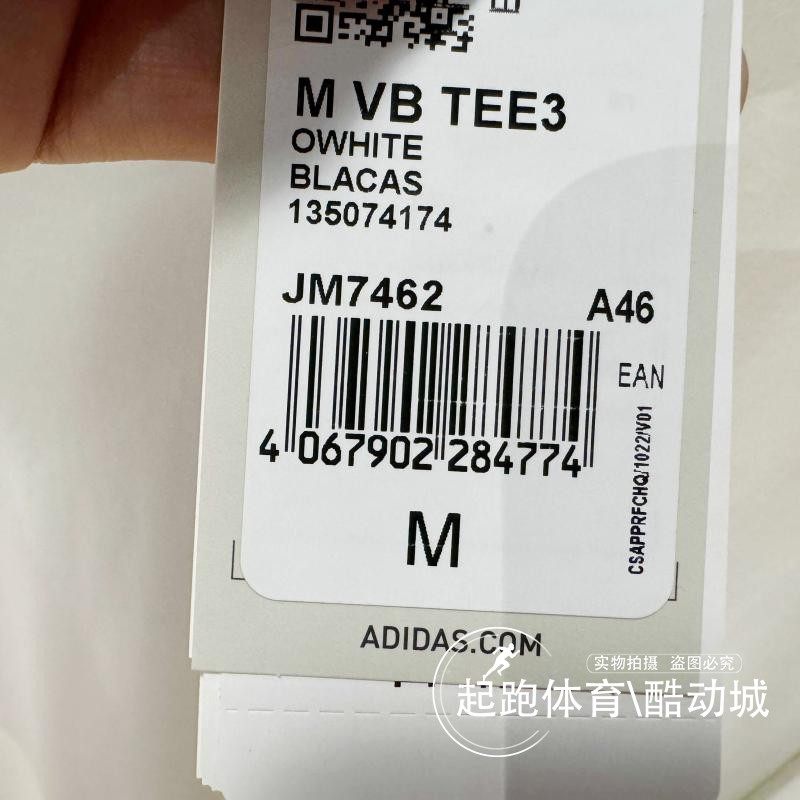 M VB TEE3
OWHITE
BLACAS
135074174
JM7462
A46
EAN
4 067902 284774
CSAPPRFCHQ/1022/V01
M
ADIDAS.COM
实物拍摄 盗图必究
起跑体育\酷动城